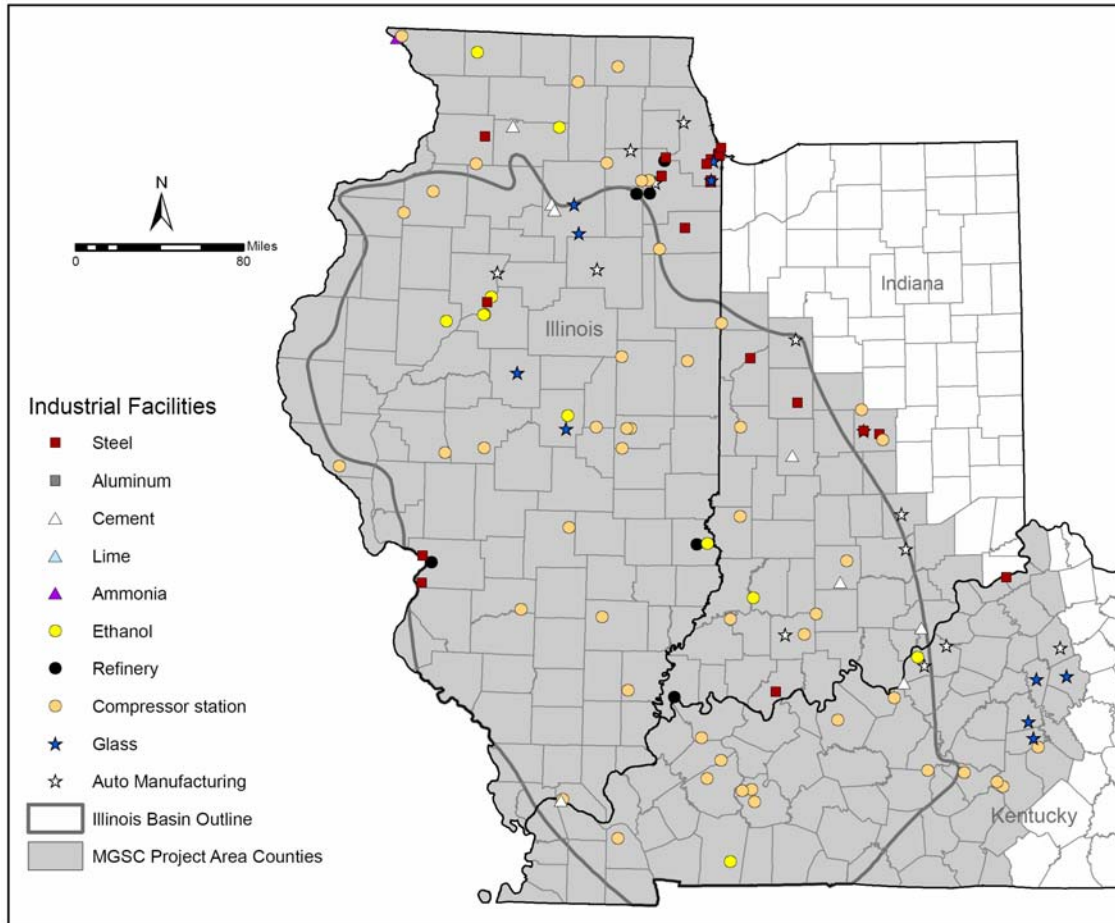 N
Miles
0
80
Indiana
Illinois
Kentucky
Industrial Facilities
Steel
Aluminum
Cement
Lime
Ammonia
Ethanol
Refinery
Compressor station
Glass
Auto Manufacturing
Illinois Basin Outline
MGSC Project Area Counties